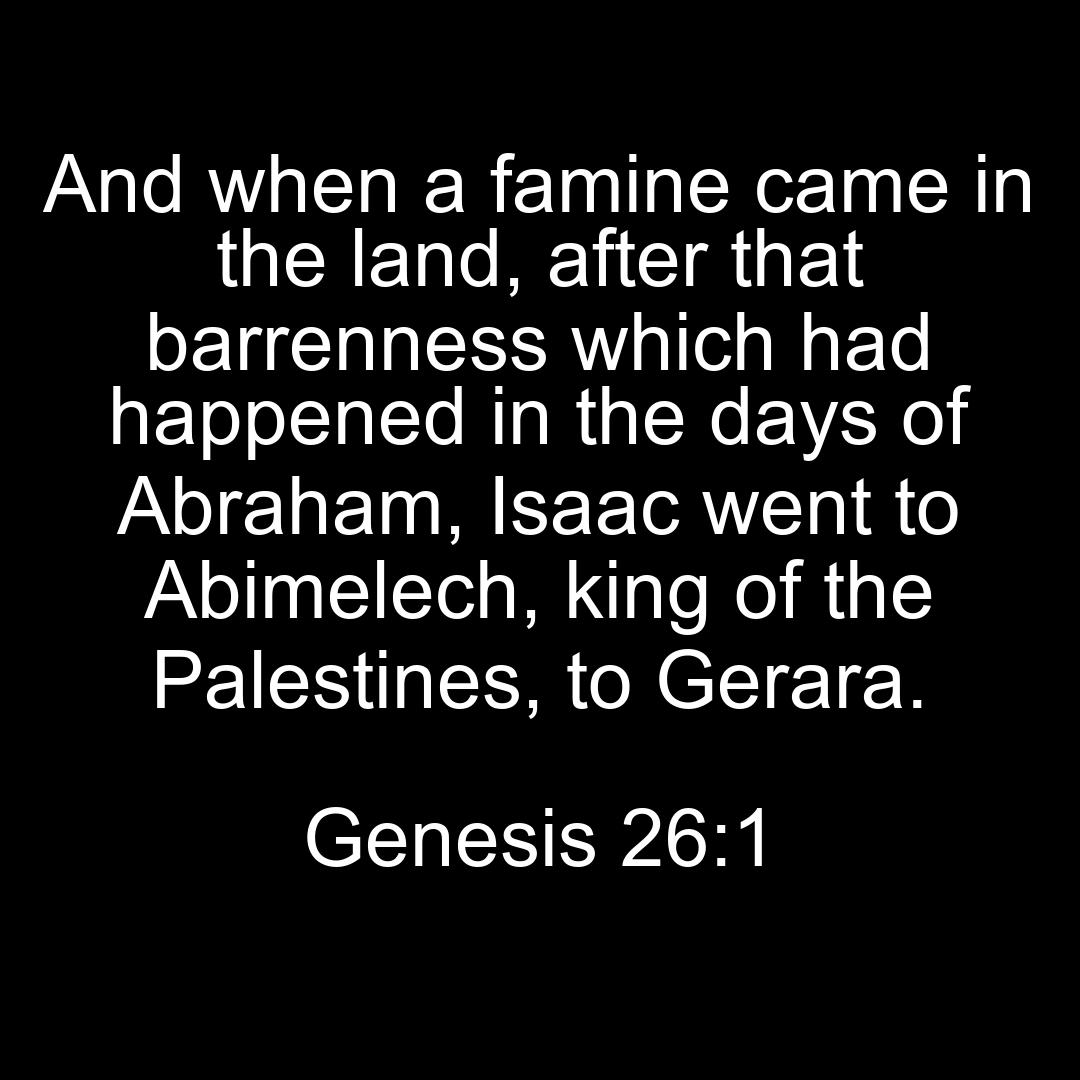 And when a famine came in
the land, after that
barrenness which had
happened in the days of
Abraham, Isaac went to
Abimelech, king of the
Palestines, to Gerara.
Genesis 26:1